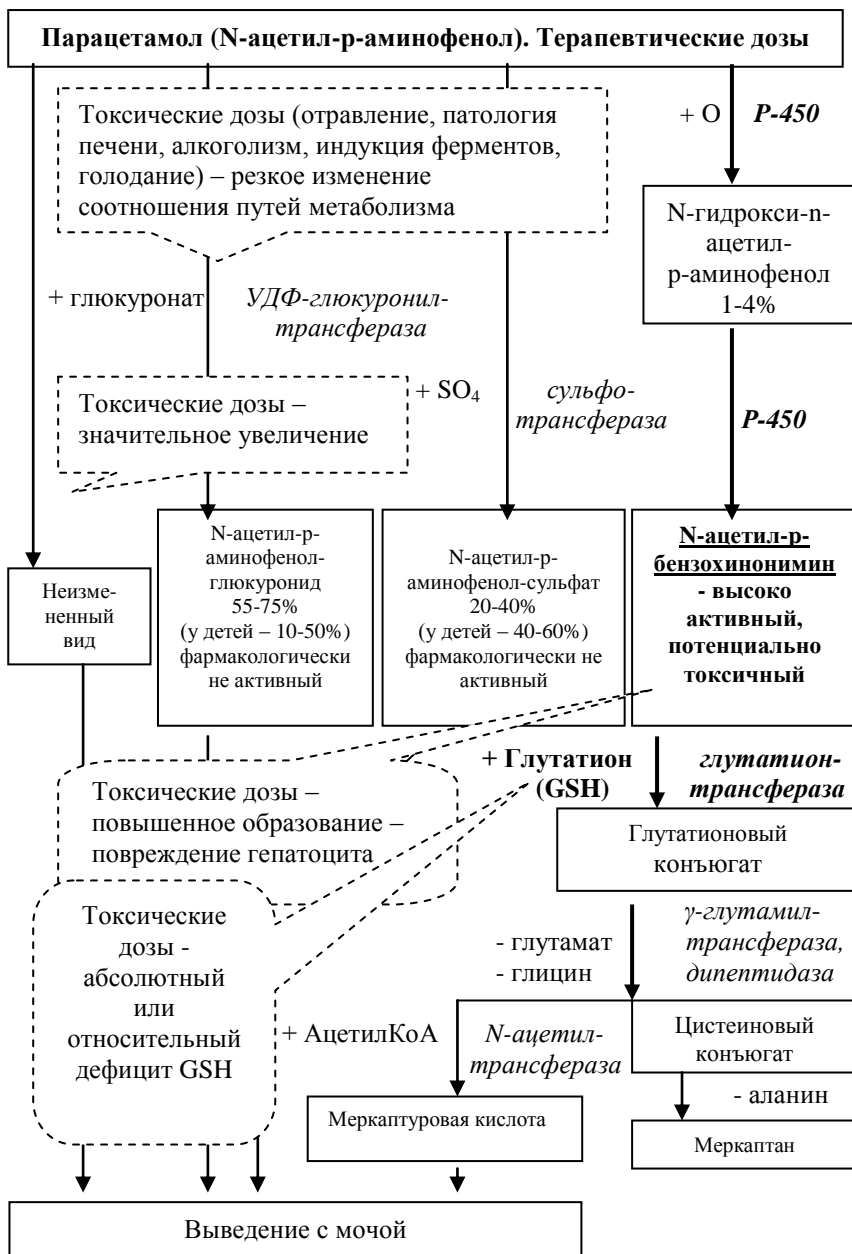 Парацетамол (N-ацетил-р-аминофенол). Терапевтические дозы
Токсические дозы (отравление, патология
печени, алкоголизм, индукция ферментов,
голодание) – резкое изменение
соотношения путей метаболизма
+ О
Р-450
N-гидрокси-n-
ацетил-
р-аминофенол
1-4%
+ глюкуронат
УДФ-глюкуронил-
трансфераза
Токсические дозы –
значительное увеличение
+ SO₄
сульфо-
трансфераза
Р-450
Неизме-
ненный
вид
N-ацетил-р-
аминофенол-
глюкуронид
55-75%
(у детей – 10-50%)
фармакологически
не активный
N-ацетил-р-
аминофенол-сульфат
20-40%
(у детей – 40-60%)
фармакологически не
активный
N-ацетил-р-
бензохинонимин
- высоко
активный,
потенциально
токсичный
Токсические дозы –
повышенное образование –
повреждение гепатоцита
+ Глутатион
(GSH)
глутатион-
трансфераза
Глутатионовый
конъюгат
Токсические
дозы -
абсолютный
или
относительный
дефицит GSH
- глутамат
- глицин
γ-глутамил-
трансфераза,
дипептидаза
+ АцетилКоА
N-ацетил-
трансфераза
Цистеиновый
конъюгат
- аланин
Меркаптуровая кислота
Меркаптан
Выведение с мочой